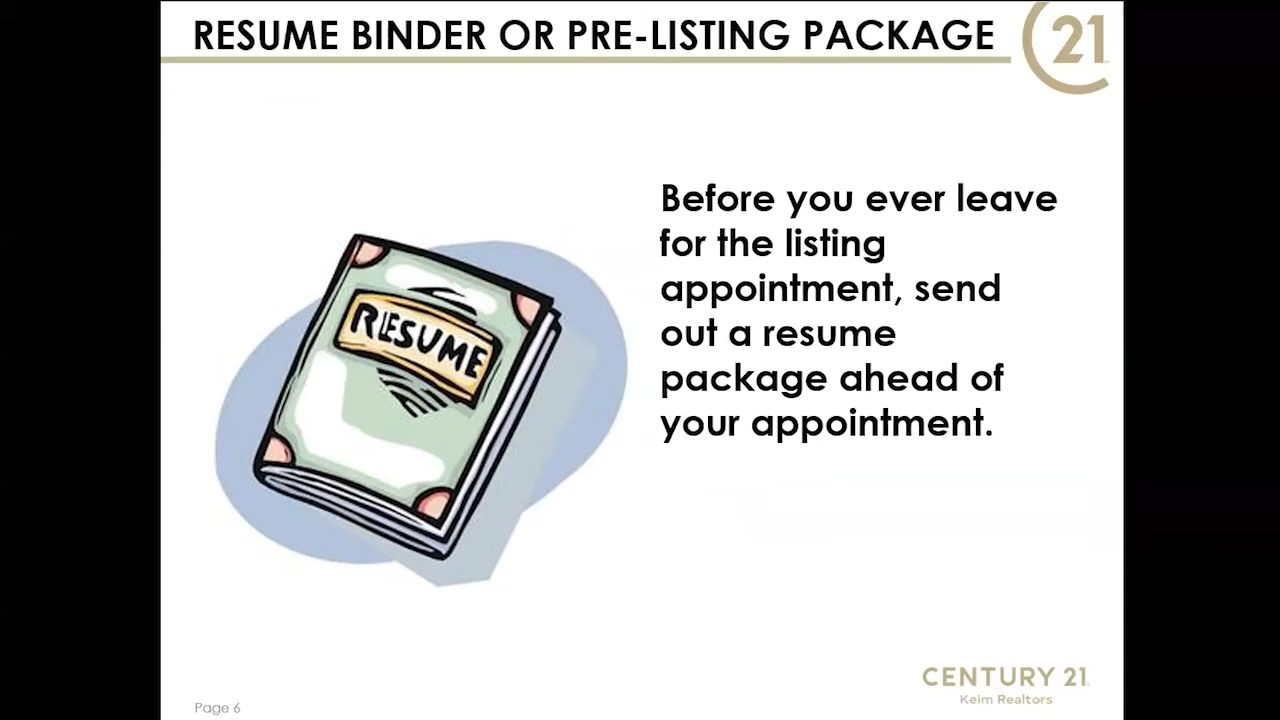 RESUME BINDER OR PRE-LISTING PACKAGE
21
Before you ever leave
for the listing
appointment, send
out a resume
package ahead of
your appointment.
RESUME
CENTURY 21
Keim Realtors
Page 6